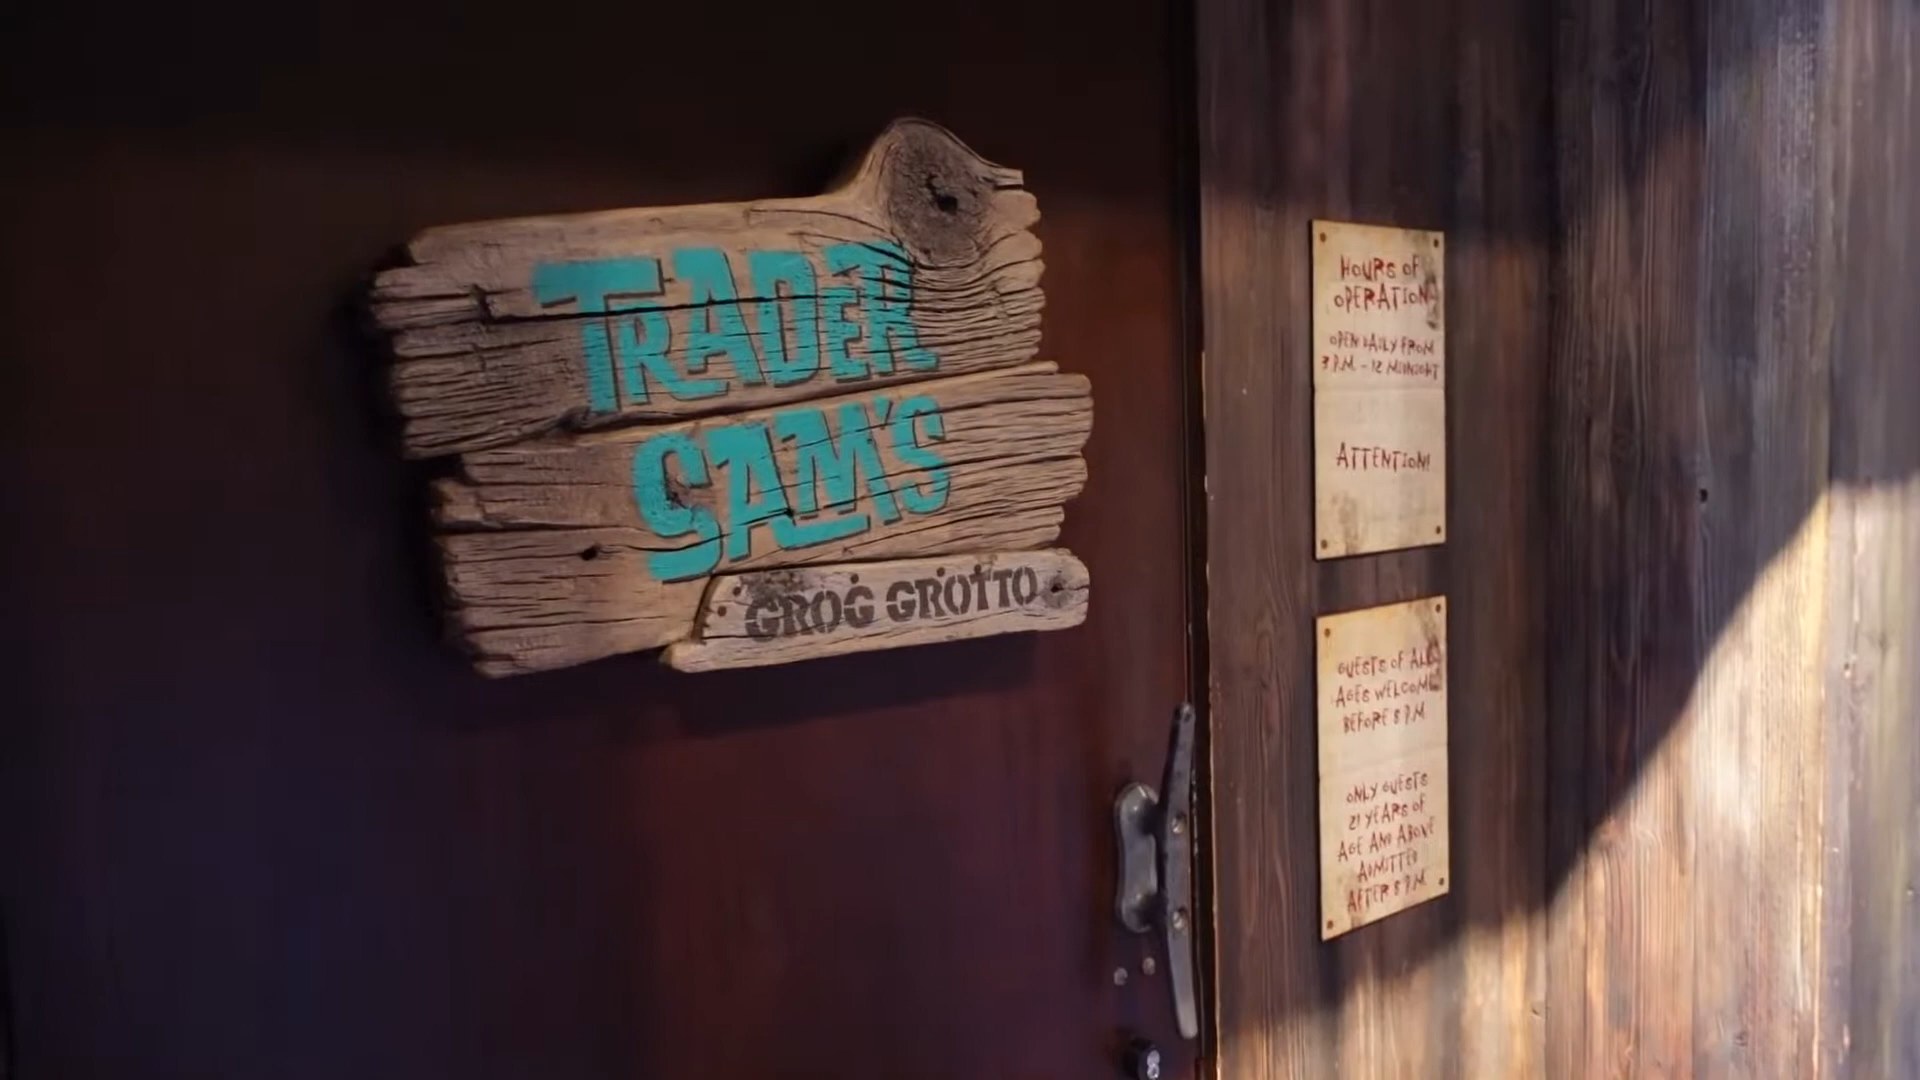 TRADER
SAM'S
GROG GROTTO
HOURS OF
OPERATION
OPEN DAILY FROM
3 P.M. - 12 MIDNIGHT
ATTENTION!
GUESTS OF ALL
AGES WELCOME
BEFORE 8 P.M.
ONLY GUESTS
21 YEARS OF
AGE AND ABOVE
ADMITTED
AFTER 8 P.M.